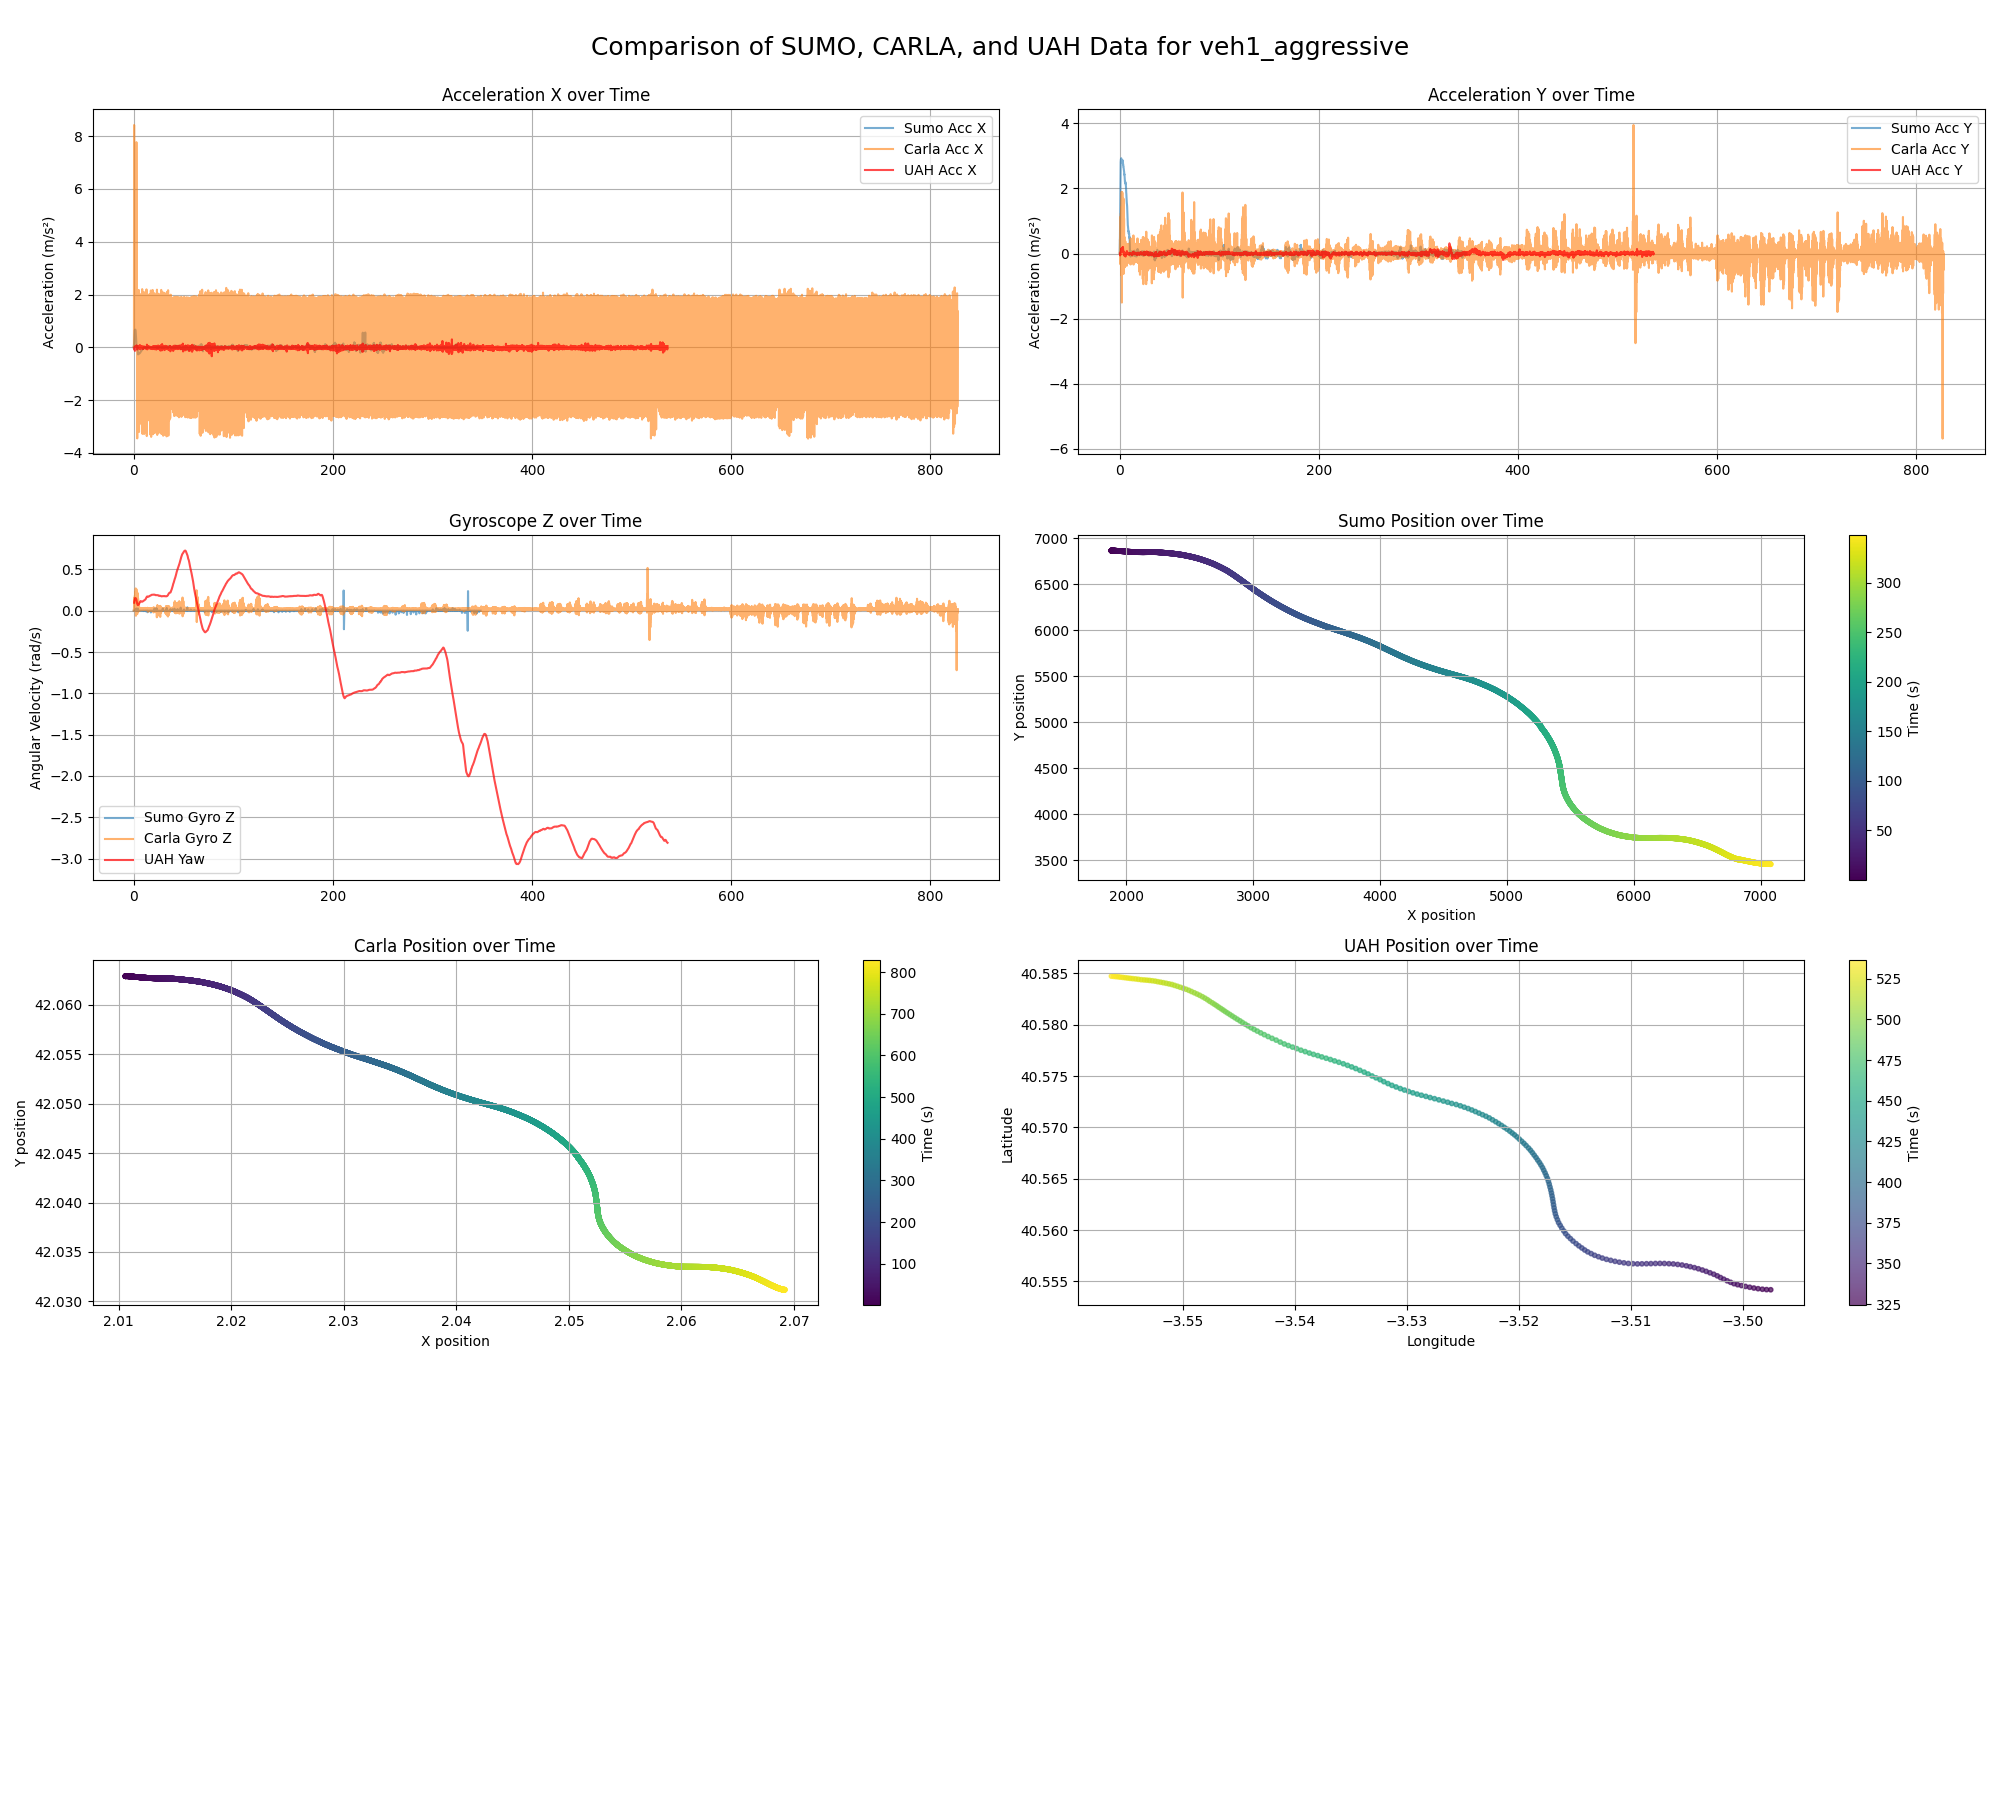 Comparison of SUMO, CARLA, and UAH Data for veh1_aggressive
Acceleration X over Time
Acceleration (m/s²)
8
6
4
2
0
−2
−4
0 200 400 600 800
Sumo Acc X
Carla Acc X
UAH Acc X
Acceleration Y over Time
Acceleration (m/s²)
4
2
0
−2
−4
−6
0 200 400 600 800
Sumo Acc Y
Carla Acc Y
UAH Acc Y
Gyroscope Z over Time
Angular Velocity (rad/s)
0.5
0.0
−0.5
−1.0
−1.5
−2.0
−2.5
−3.0
0 200 400 600 800
Sumo Gyro Z
Carla Gyro Z
UAH Yaw
Sumo Position over Time
Y position
7000
6500
6000
5500
5000
4500
4000
3500
2000 3000 4000 5000 6000 7000
X position
300
250
200
150
100
50
Time (s)
Carla Position over Time
Y position
42.060
42.055
42.050
42.045
42.040
42.035
42.030
2.01 2.02 2.03 2.04 2.05 2.06 2.07
X position
800
700
600
500
400
300
200
100
Time (s)
UAH Position over Time
Latitude
40.585
40.580
40.575
40.570
40.565
40.560
40.555
−3.55 −3.54 −3.53 −3.52 −3.51 −3.50
Longitude
525
500
475
450
425
400
375
350
325
Time (s)